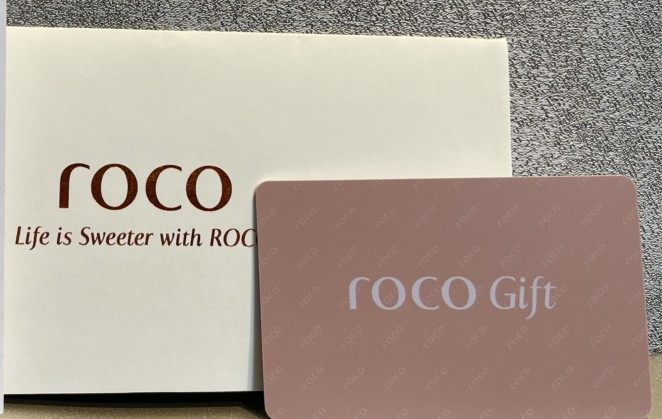 roco
Life is Sweeter with ROC
roco Gift